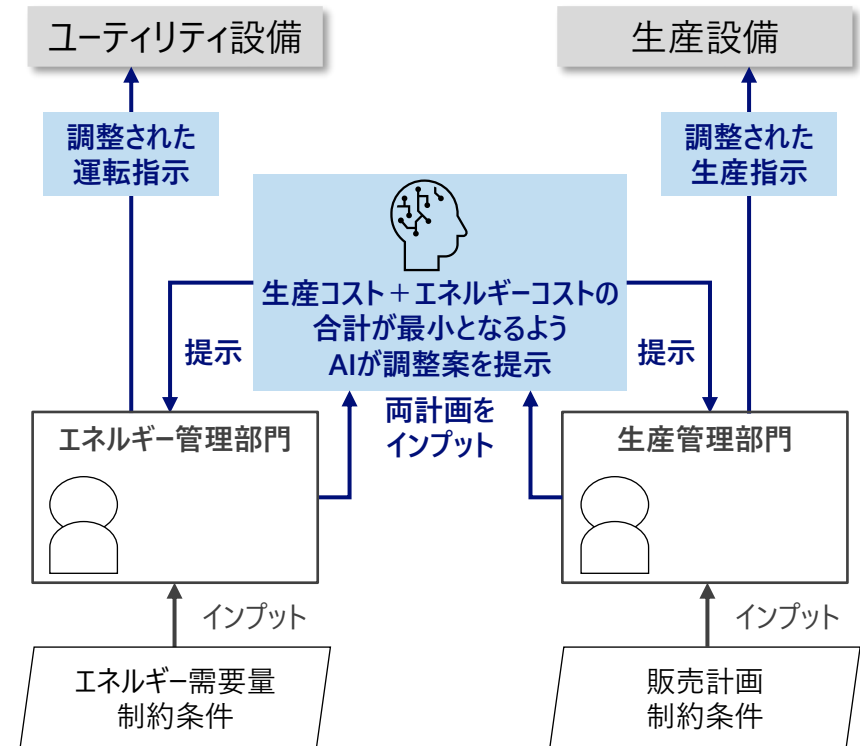 ユーティリティ設備
生産設備
調整された
運転指示
調整された
生産指示
生産コスト＋エネルギーコストの
合計が最小となるよう
AIが調整案を提示
提示
提示
両計画を
インプット
エネルギー管理部門
生産管理部門
インプット
インプット
エネルギー需要量
制約条件
販売計画
制約条件